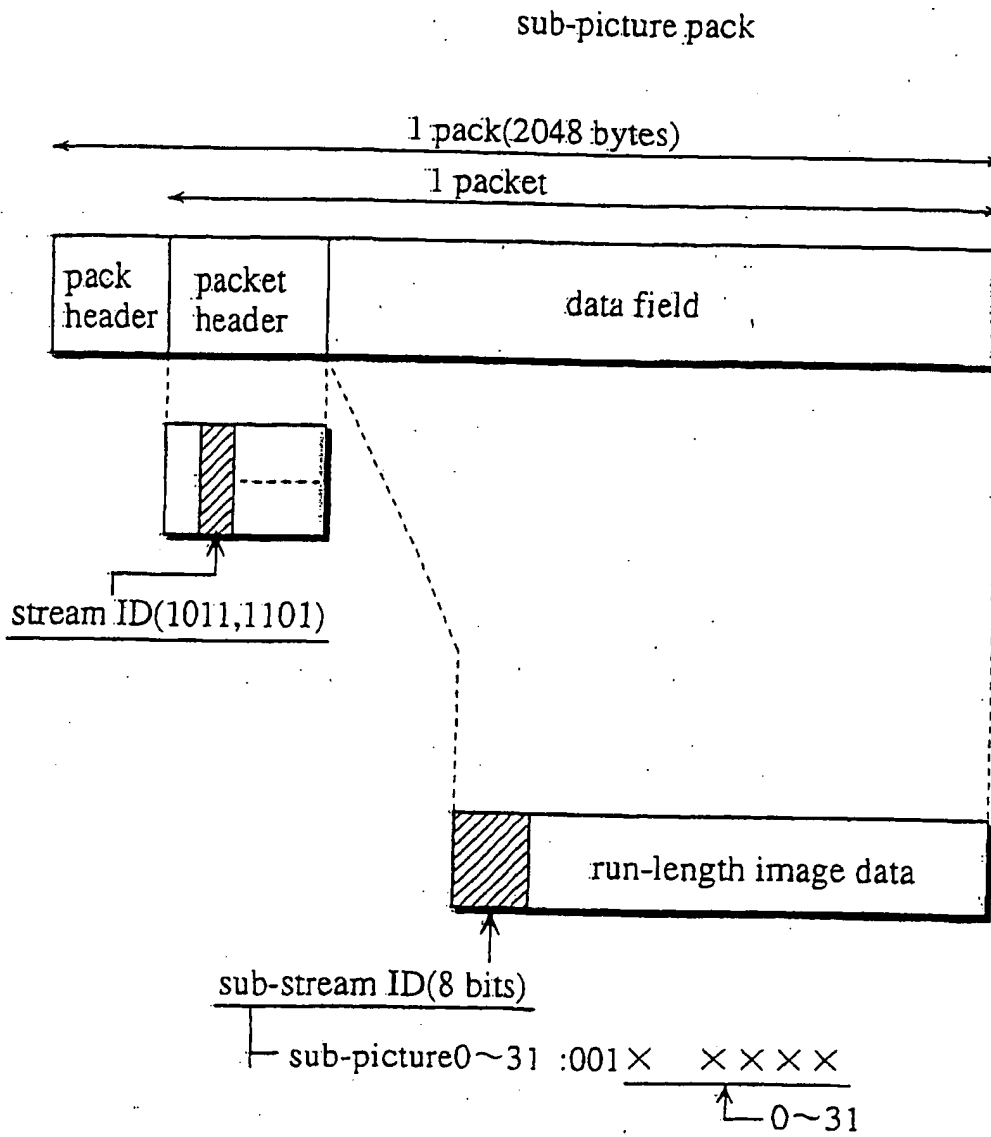 sub-picture pack
1 pack(2048 bytes)
1 packet
pack
header
packet
header
data field
stream ID(1011,1101)
run-length image data
sub-stream ID(8 bits)
sub-picture0～31 :001× ××××
0～31